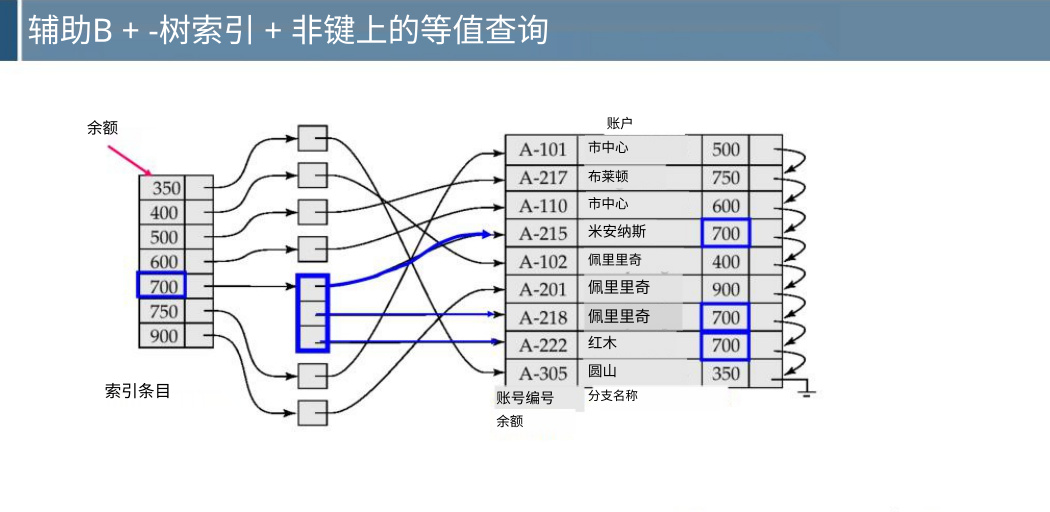 辅助B + -树索引 + 非键上的等值查询
余额
账户
350
400
500
600
700
750
900
索引条目
A-101 市中心 500
A-217 布莱顿 750
A-110 市中心 600
A-215 米安纳斯 700
A-102 佩里里奇 400
A-201 佩里里奇 900
A-218 佩里里奇 700
A-222 红木 700
A-305 圆山 350
账号编号 分支名称
余额